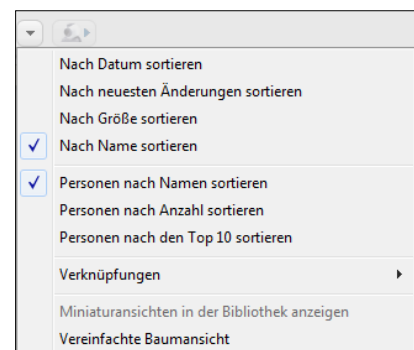 Nach Datum sortieren
Nach neuesten Änderungen sortieren
Nach Größe sortieren
Nach Name sortieren
Personen nach Namen sortieren
Personen nach Anzahl sortieren
Personen nach den Top 10 sortieren
Verknüpfungen
Miniaturansichten in der Bibliothek anzeigen
Vereinfachte Baumansicht